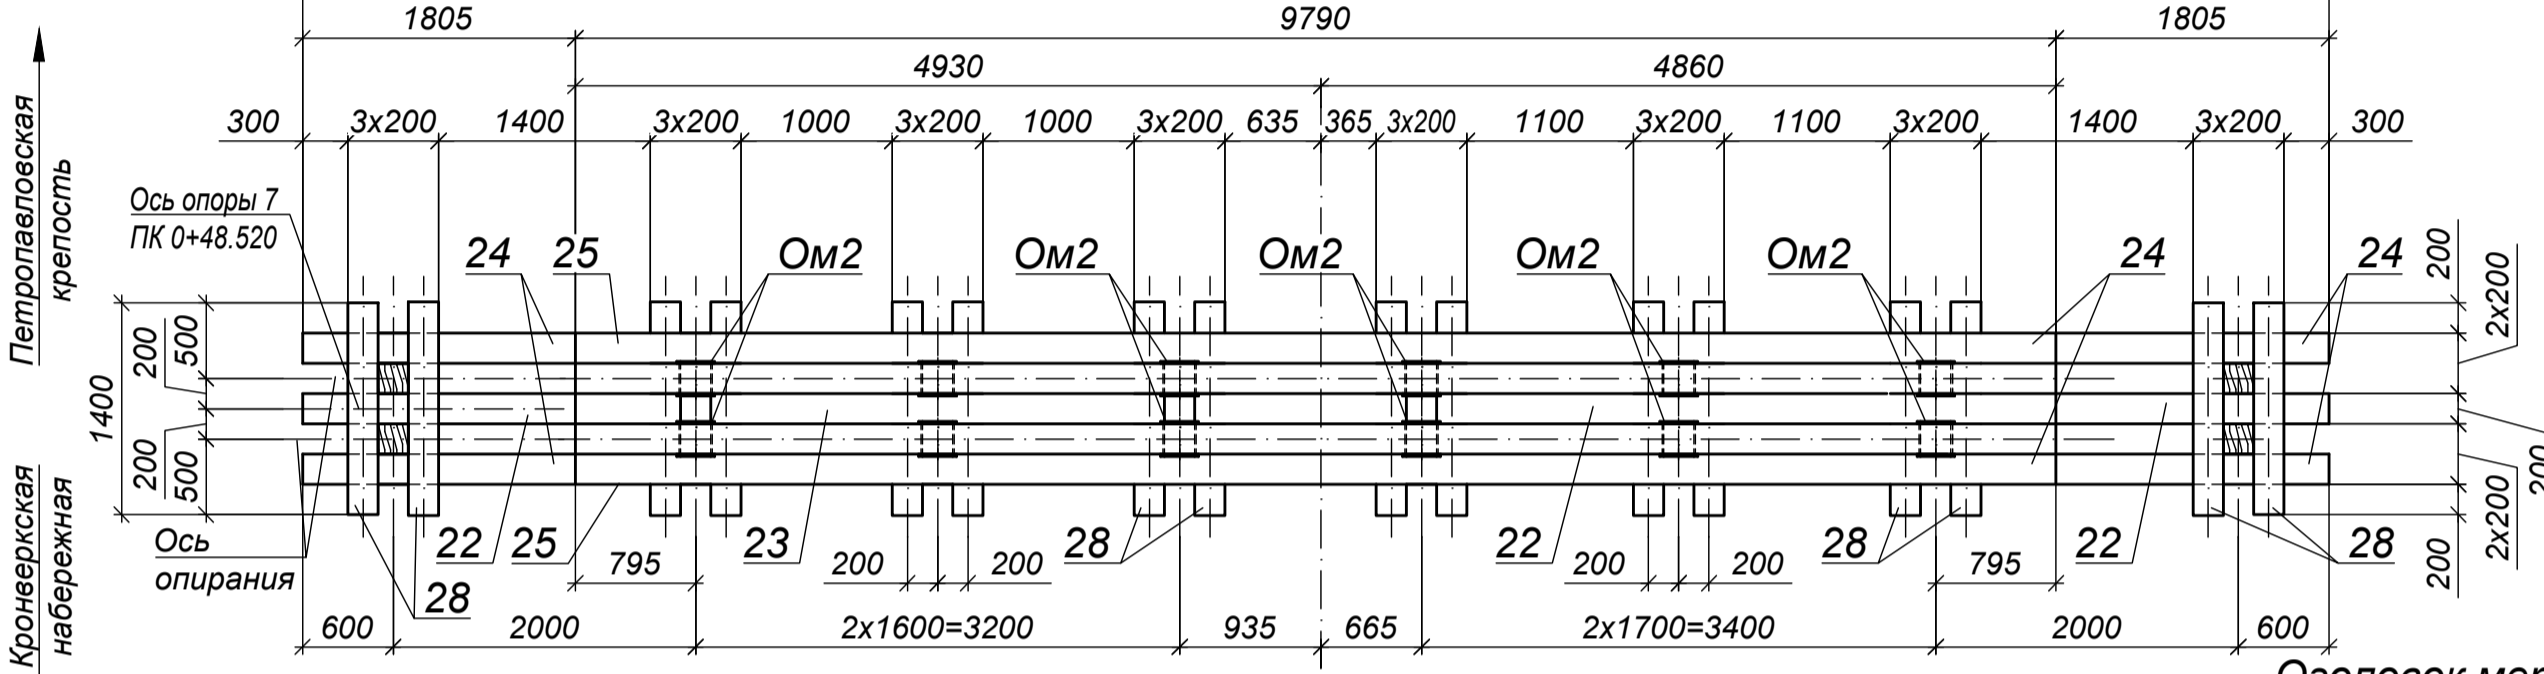 1805 9790 1805
4930 4860
300 3x200 1400 3x200 1000 3x200 1000 3x200 635 365 3x200 1100 3x200 1100 3x200 1400 3x200 300
Петропавловская
крепость
Ось опоры 7
ПК 0+48.520
24 25 Ом2 Ом2 Ом2 Ом2 Ом2 24 24
200 2x200
1400 200 500
200 500
200
2x200 200
Кронверкская
набережная
Ось
опирания
22 25 23 28 22 28 22 28
28
795 200 200 200 200 795
600 2000 2x1600=3200 935 665 2x1700=3400 2000 600